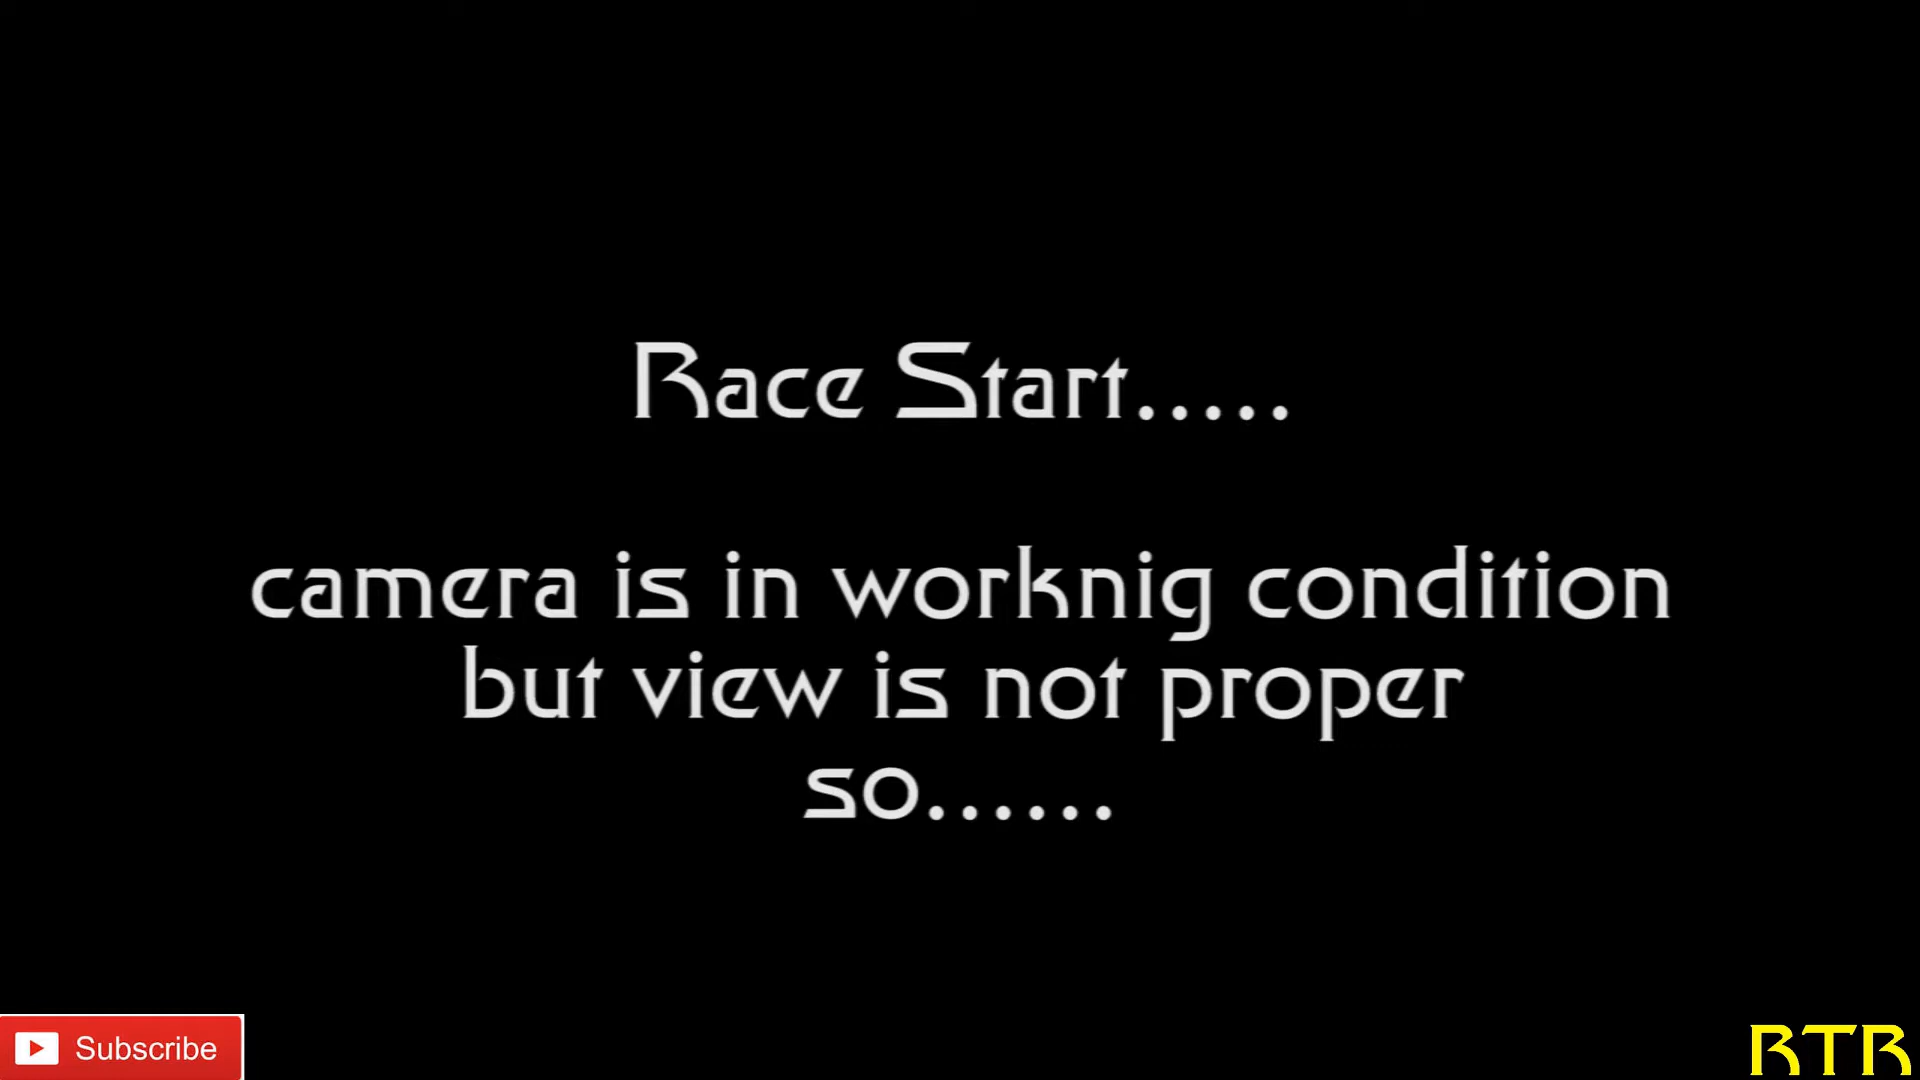 Race Start.....
camera is in worknig condition
but view is not proper
so......
Subscribe
RTR